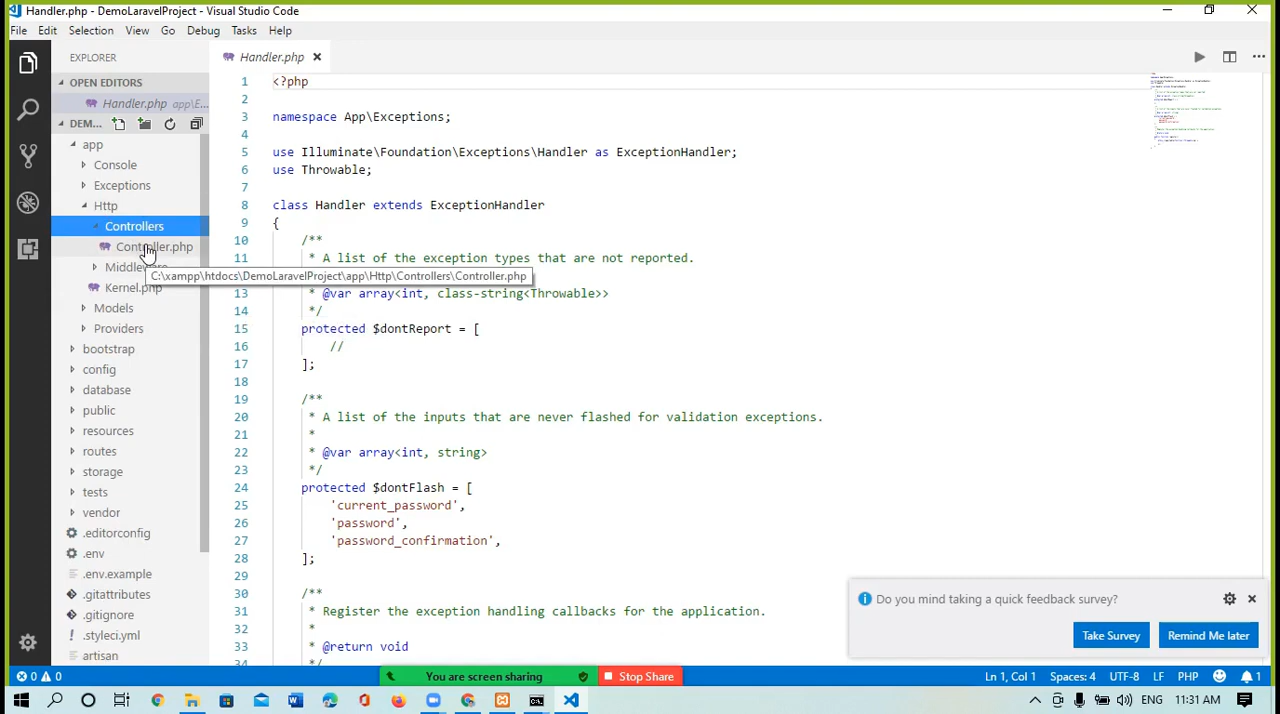 Handler.php - DemoLaravelProject - Visual Studio Code
File Edit Selection View Go Debug Tasks Help
EXPLORER
OPEN EDITORS
Handler.php app\E...
DEM...
app
Console
Exceptions
Http
Controllers
Controller.php
Kernel.php
Models
Providers
bootstrap
config
database
public
resources
routes
storage
tests
vendor
.editorconfig
.env
.env.example
.gitattributes
.gitignore
.styleci.yml
artisan
C:\xampp\htdocs\DemoLaravelProject\app\Http\Controllers\Controller.php
Handler.php
1 <?php
2
3 namespace App\Exceptions;
4
5 use Illuminate\Foundation\Exceptions\Handler as ExceptionHandler;
6 use Throwable;
7
8 class Handler extends ExceptionHandler
9 {
10 /**
11 * A list of the exception types that are not reported.
13 * @var array<int, class-string<Throwable>>
14 */
15 protected $dontReport = [
16 //
17 ];
18
19 /**
20 * A list of the inputs that are never flashed for validation exceptions.
21 *
22 * @var array<int, string>
23 */
24 protected $dontFlash = [
25 'current_password',
26 'password',
27 'password_confirmation',
28 ];
29
30 /**
31 * Register the exception handling callbacks for the application.
32 *
33 * @return void
34 */
Do you mind taking a quick feedback survey?
Take Survey Remind Me later
0 0
You are screen sharing Stop Share
Ln 1, Col 1 Spaces: 4 UTF-8 LF PHP 1
ENG 11:31 AM